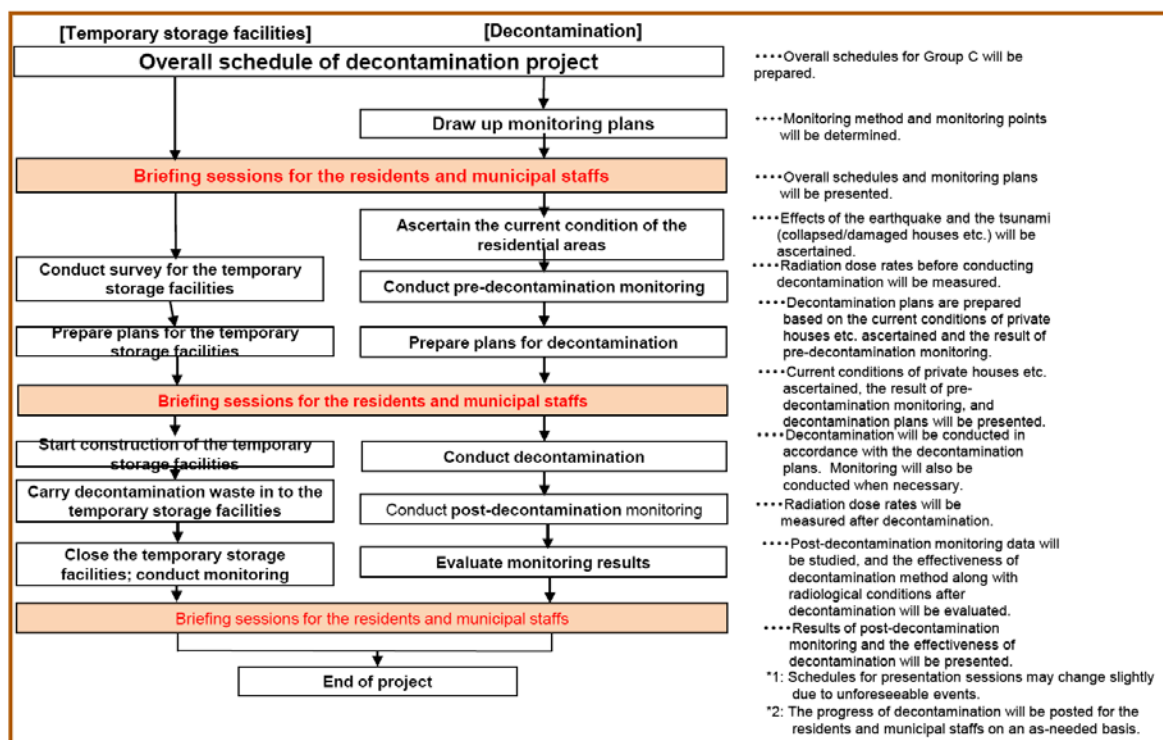 [Temporary storage facilities]
[Decontamination]
Overall schedule of decontamination project
････Overall schedules for Group C will be
prepared.
Draw up monitoring plans
････Monitoring method and monitoring points
will be determined.
Briefing sessions for the residents and municipal staffs
････Overall schedules and monitoring plans
will be presented.
Ascertain the current condition of the
residential areas
････Effects of the earthquake and the tsunami
(collapsed/damaged houses etc.) will be
ascertained.
Conduct survey for the temporary
storage facilities
Conduct pre-decontamination monitoring
････Radiation dose rates before conducting
decontamination will be measured.
Prepare plans for the temporary
storage facilities
Prepare plans for decontamination
････Decontamination plans are prepared
based on the current conditions of private
houses etc. ascertained and the result of
pre-decontamination monitoring.
Briefing sessions for the residents and municipal staffs
････Current conditions of private houses etc.
ascertained, the result of pre-
decontamination monitoring, and
decontamination plans will be presented.
Start construction of the temporary
storage facilities
Conduct decontamination
････Decontamination will be conducted in
accordance with the decontamination
plans.  Monitoring will also be
conducted when necessary.
Carry decontamination waste in to the
temporary storage facilities
Conduct post-decontamination monitoring
････Radiation dose rates will be
measured after decontamination.
Close the temporary storage
facilities; conduct monitoring
Evaluate monitoring results
････Post-decontamination monitoring data will
be studied, and the effectiveness of
decontamination method along with
radiological conditions after
decontamination will be evaluated.
Briefing sessions for the residents and municipal staffs
････Results of post-decontamination
monitoring and the effectiveness of
decontamination will be presented.
End of project
*1: Schedules for presentation sessions may change slightly
due to unforeseeable events.
*2: The progress of decontamination will be posted for the
residents and municipal staffs on an as-needed basis.